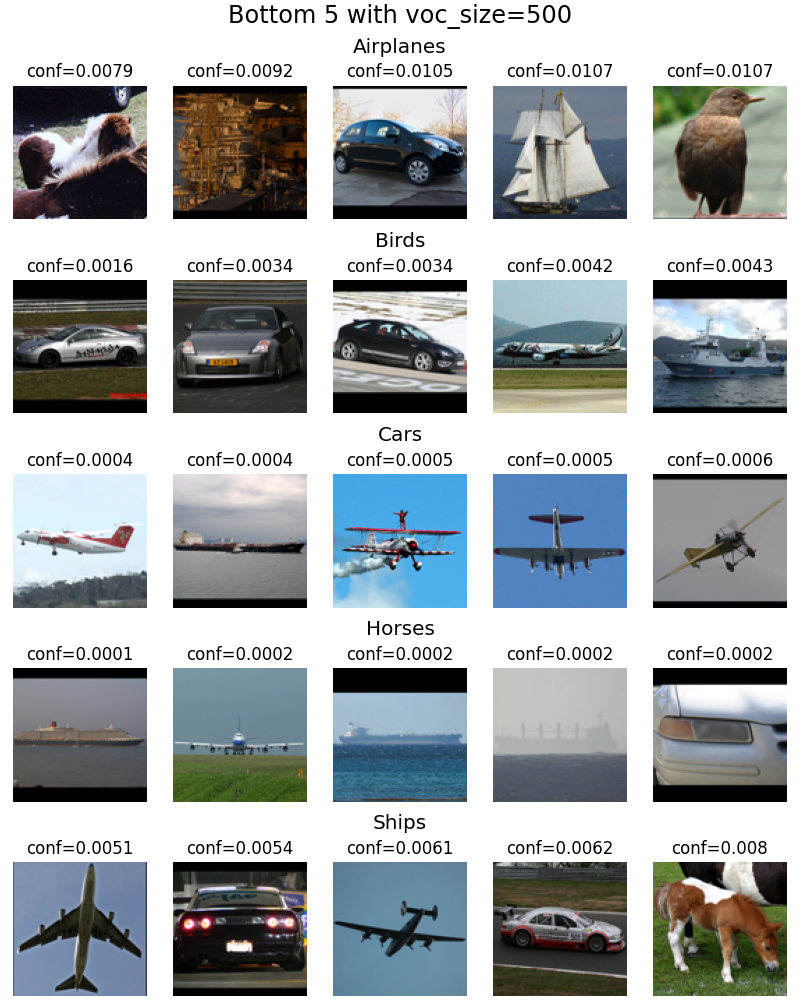 Bottom 5 with voc_size=500
Airplanes
conf=0.0079 conf=0.0092 conf=0.0105 conf=0.0107 conf=0.0107
Birds
conf=0.0016 conf=0.0034 conf=0.0034 conf=0.0042 conf=0.0043
Cars
conf=0.0004 conf=0.0004 conf=0.0005 conf=0.0005 conf=0.0006
Horses
conf=0.0001 conf=0.0002 conf=0.0002 conf=0.0002 conf=0.0002
Ships
conf=0.0051 conf=0.0054 conf=0.0061 conf=0.0062 conf=0.008